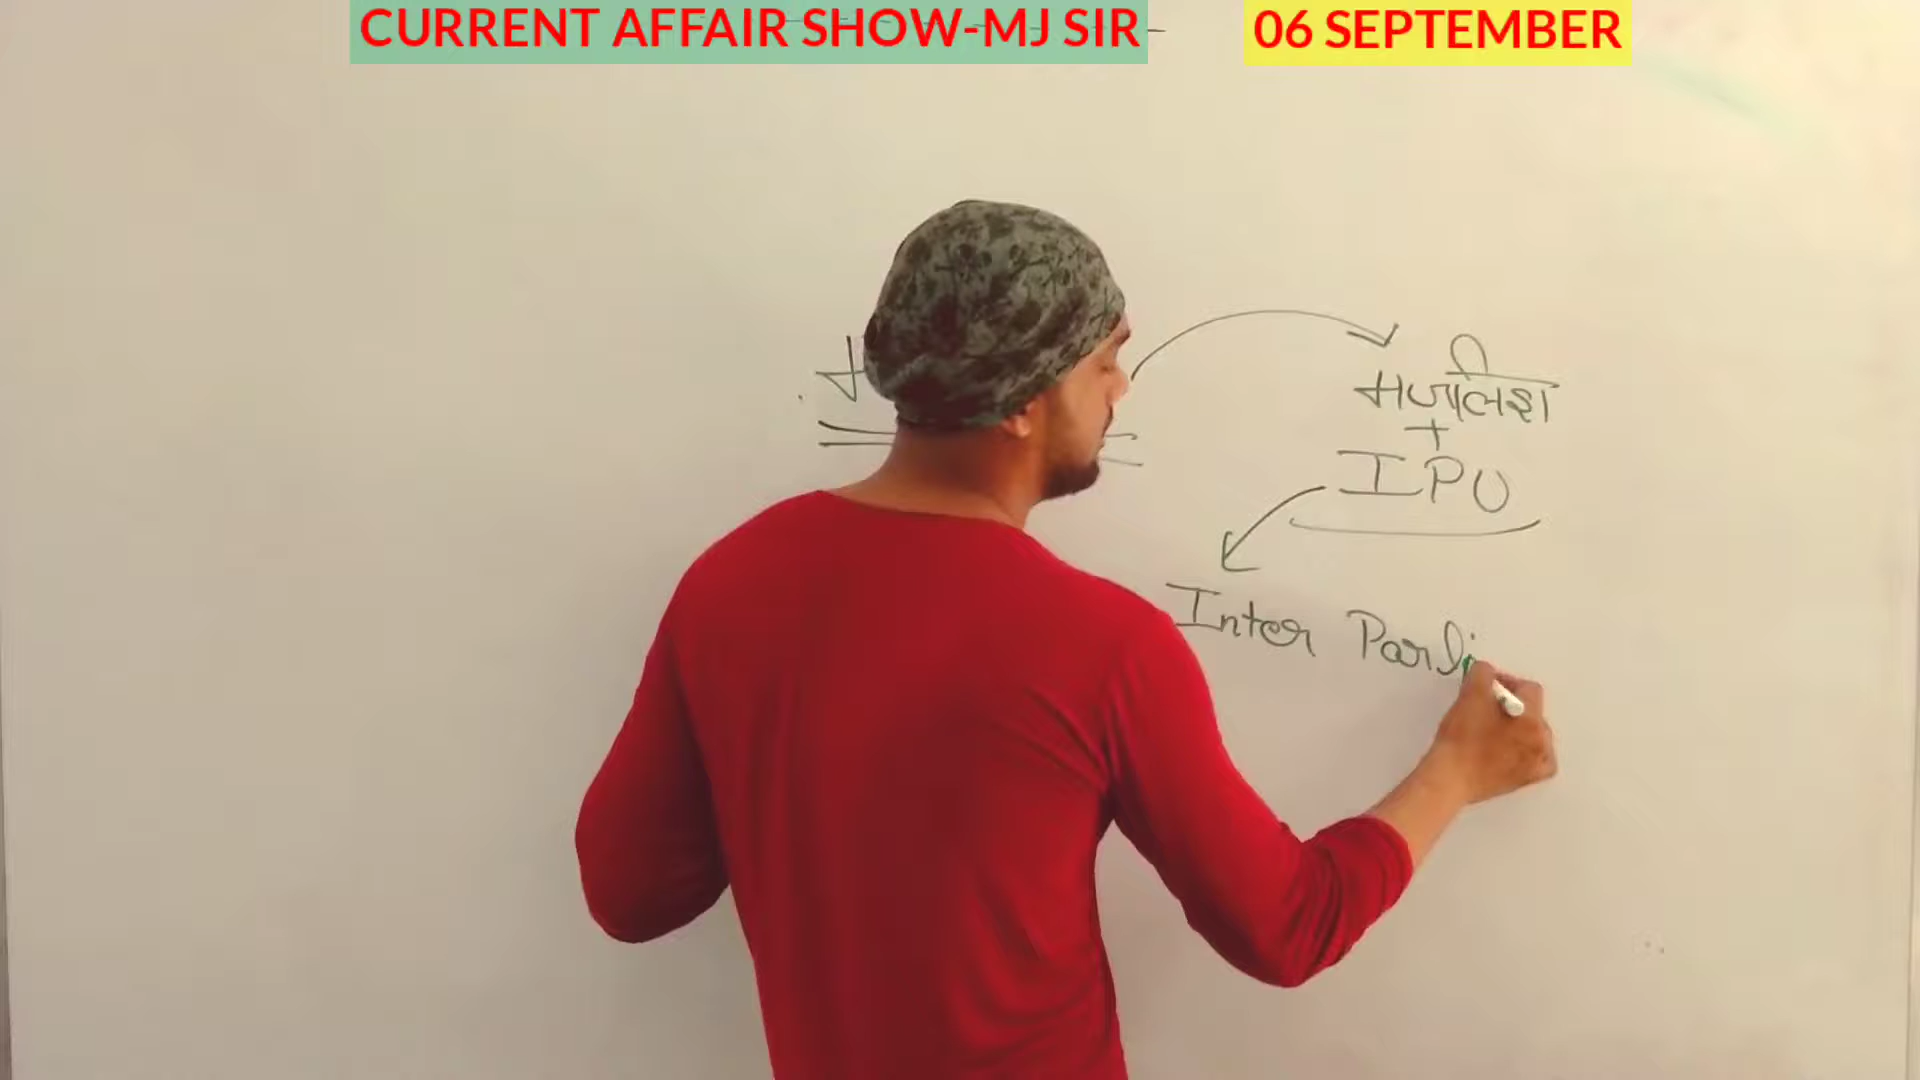 CURRENT AFFAIR SHOW-MJ SIR
06 SEPTEMBER
मजलिश
+
IPU
Inter Parli